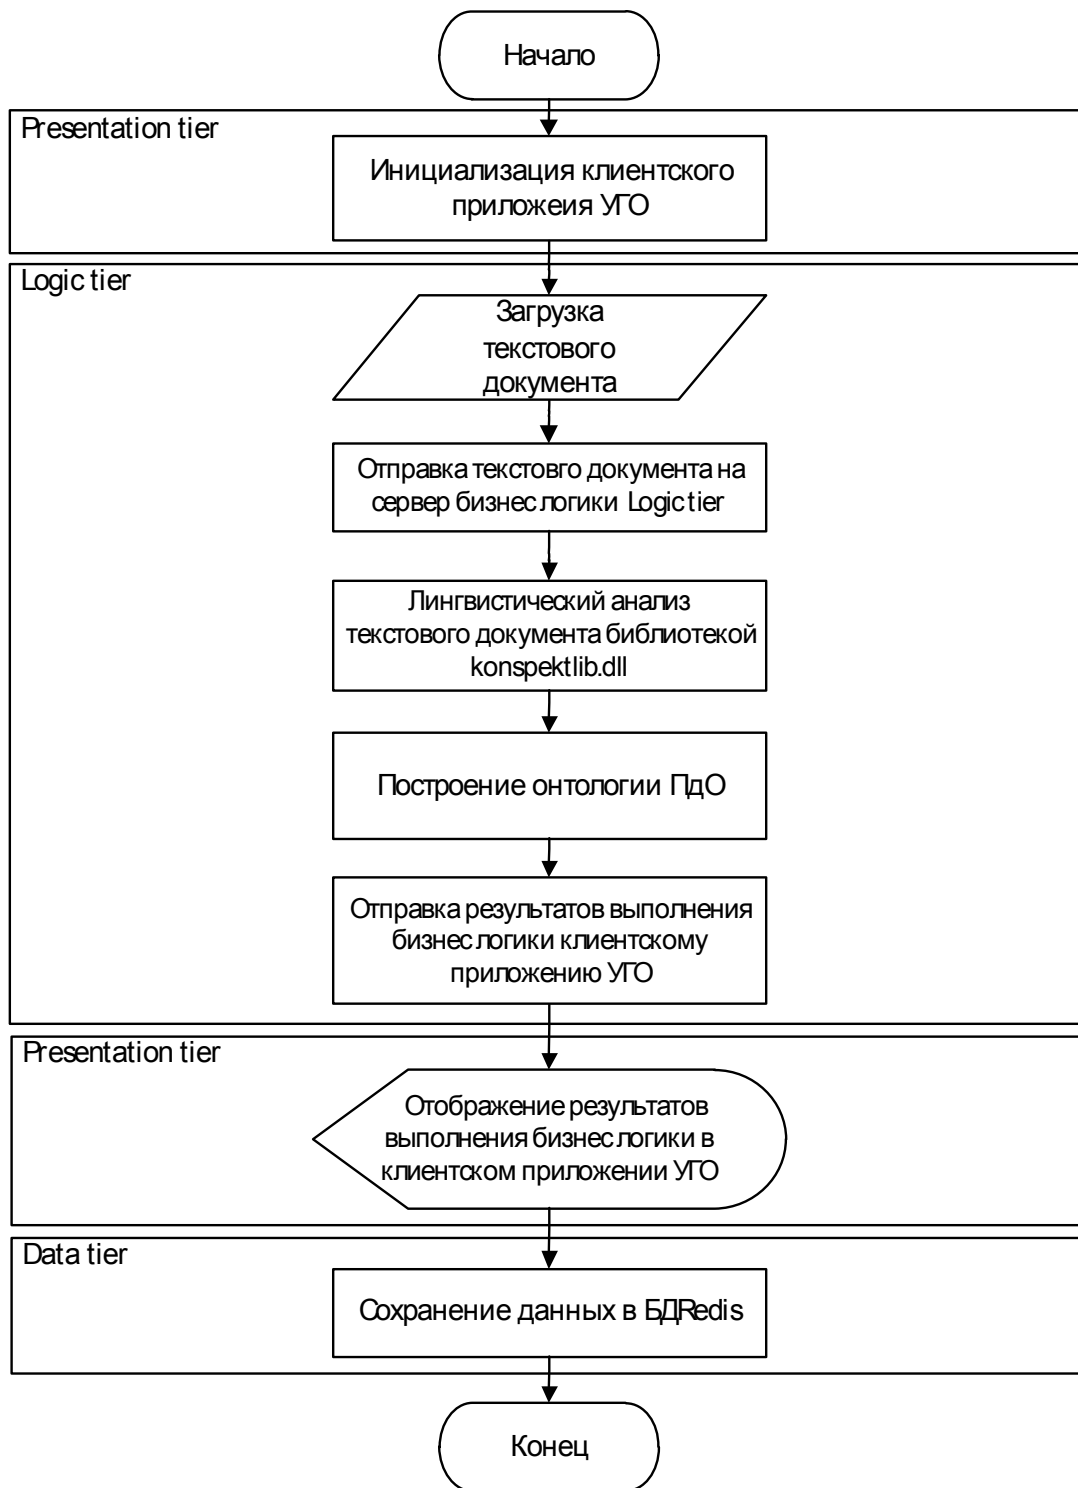 Начало
Presentation tier
Инициализация клиентского
приложеия УГО
Logic tier
Загрузка
текстового
документа
Отправка текстовго документа на
сервер бизнес логики Logic tier
Лингвистический анализ
текстового документа библиотекой
konspektlib.dll
Построение онтологии ПдО
Отправка результатов выполнения
бизнес логики клиентскому
приложению УГО
Presentation tier
Отображение результатов
выполнения бизнес логики в
клиентском приложении УГО
Data tier
Сохранение данных в БД Redis
Конец